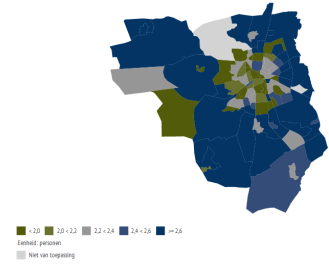 < 2,0 2,0 < 2,2 2,2 < 2,4 2,4 < 2,6 >= 2,6
Eenheid: personen
Niet van toepassing